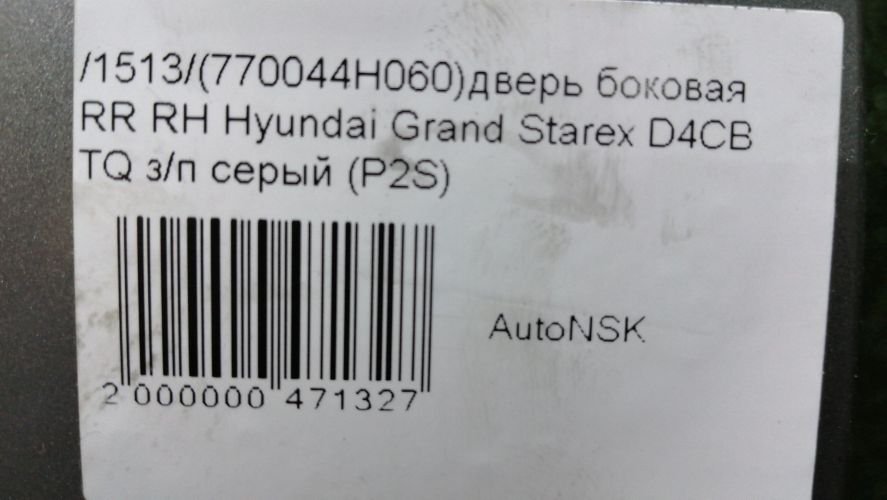 /1513/(770044H060)дверь боковая
RR RH Hyundai Grand Starex D4CB
TQ з/п серый (P2S)
AutoNSK
2 000000 471327